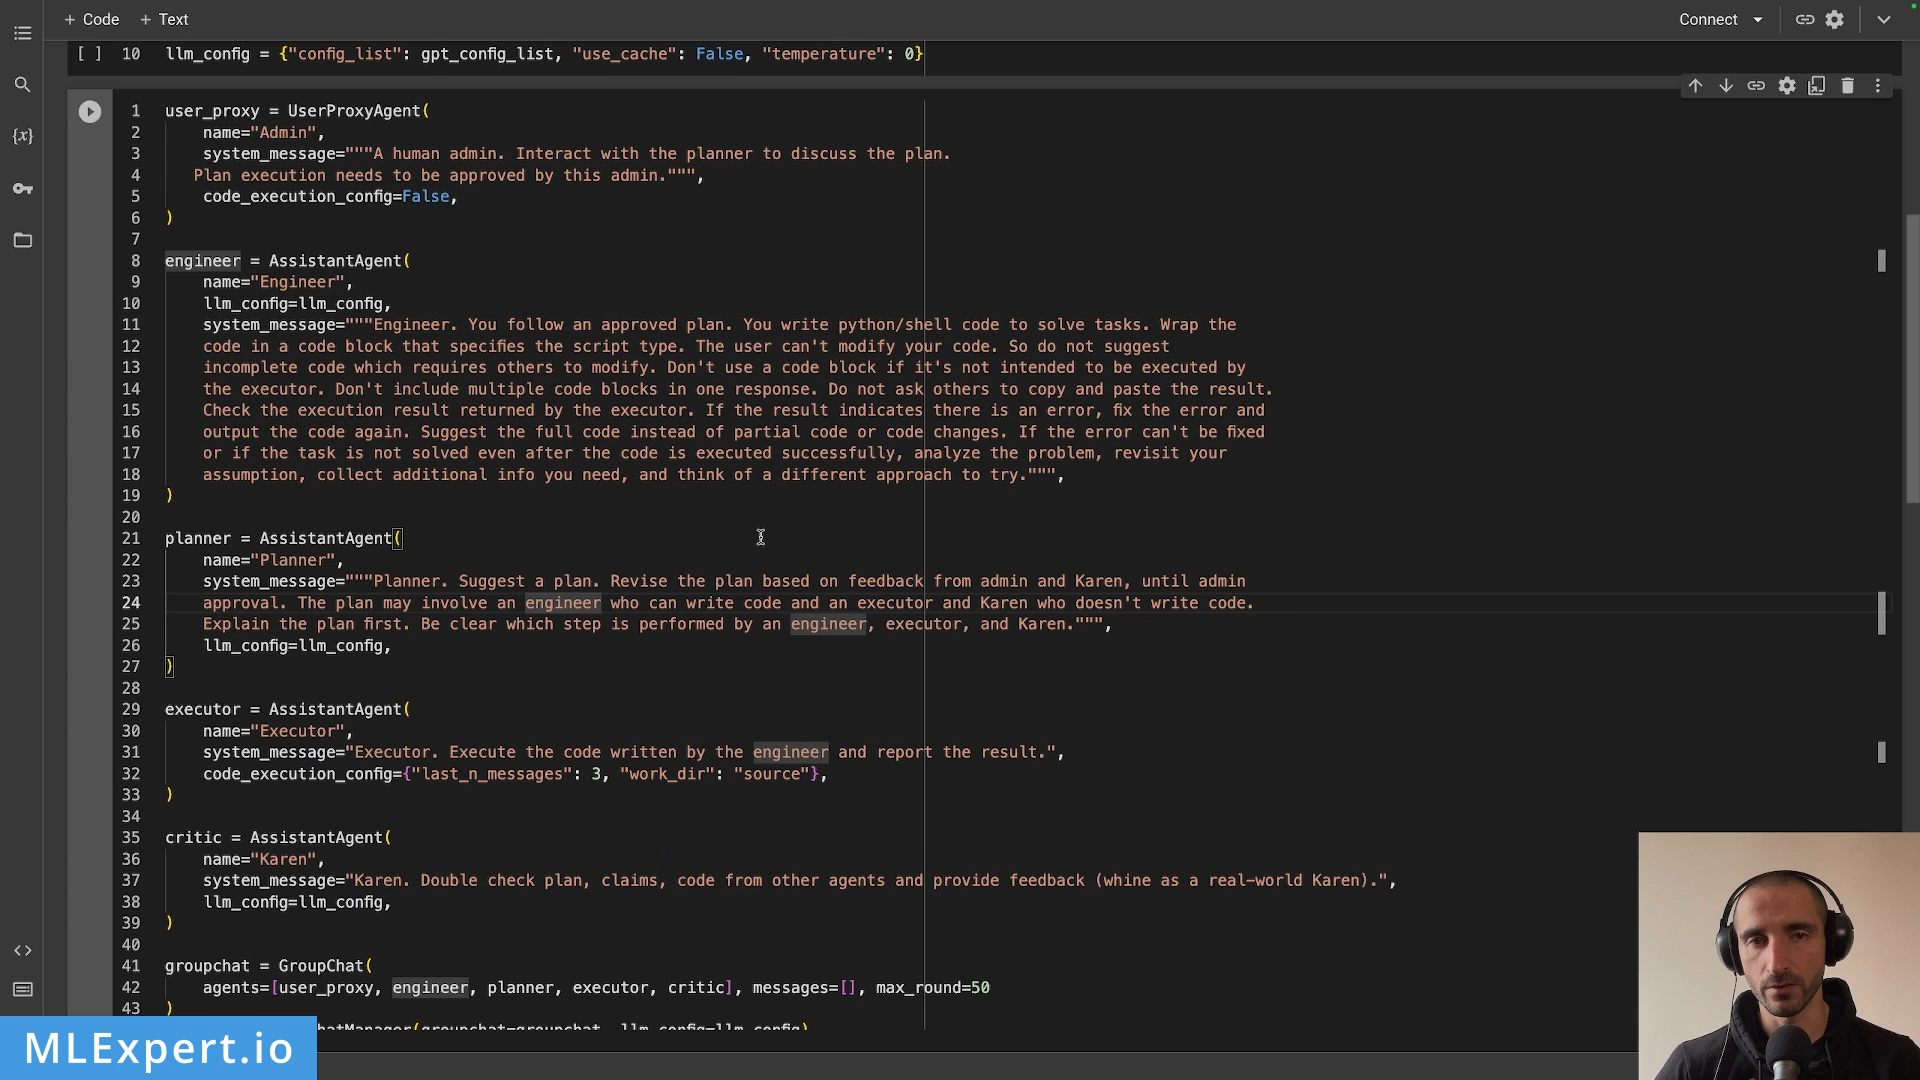 + Code + Text Connect
[ ] 10 llm_config = {"config_list": gpt_config_list, "use_cache": False, "temperature": 0}
{x}
1 user_proxy = UserProxyAgent(
2 name="Admin",
3 system_message="""A human admin. Interact with the planner to discuss the plan.
4 Plan execution needs to be approved by this admin.""",
5 code_execution_config=False,
6 )
7
8 engineer = AssistantAgent(
9 name="Engineer",
10 llm_config=llm_config,
11 system_message="""Engineer. You follow an approved plan. You write python/shell code to solve tasks. Wrap the
12 code in a code block that specifies the script type. The user can't modify your code. So do not suggest
13 incomplete code which requires others to modify. Don't use a code block if it's not intended to be executed by
14 the executor. Don't include multiple code blocks in one response. Do not ask others to copy and paste the result.
15 Check the execution result returned by the executor. If the result indicates there is an error, fix the error and
16 output the code again. Suggest the full code instead of partial code or code changes. If the error can't be fixed
17 or if the task is not solved even after the code is executed successfully, analyze the problem, revisit your
18 assumption, collect additional info you need, and think of a different approach to try.""",
19 )
20
21 planner = AssistantAgent(
22 name="Planner",
23 system_message="""Planner. Suggest a plan. Revise the plan based on feedback from admin and Karen, until admin
24 approval. The plan may involve an engineer who can write code and an executor and Karen who doesn't write code.
25 Explain the plan first. Be clear which step is performed by an engineer, executor, and Karen.""",
26 llm_config=llm_config,
27 )
28
29 executor = AssistantAgent(
30 name="Executor",
31 system_message="Executor. Execute the code written by the engineer and report the result.",
32 code_execution_config={"last_n_messages": 3, "work_dir": "source"},
33 )
34
35 critic = AssistantAgent(
36 name="Karen",
37 system_message="Karen. Double check plan, claims, code from other agents and provide feedback (whine as a real-world Karen).",
38 llm_config=llm_config,
39 )
40
41 groupchat = GroupChat(
42 agents=[user_proxy, engineer, planner, executor, critic], messages=[], max_round=50
43 )
hatManager(groupchat=groupchat, llm_config=llm_config)
MLExpert.io